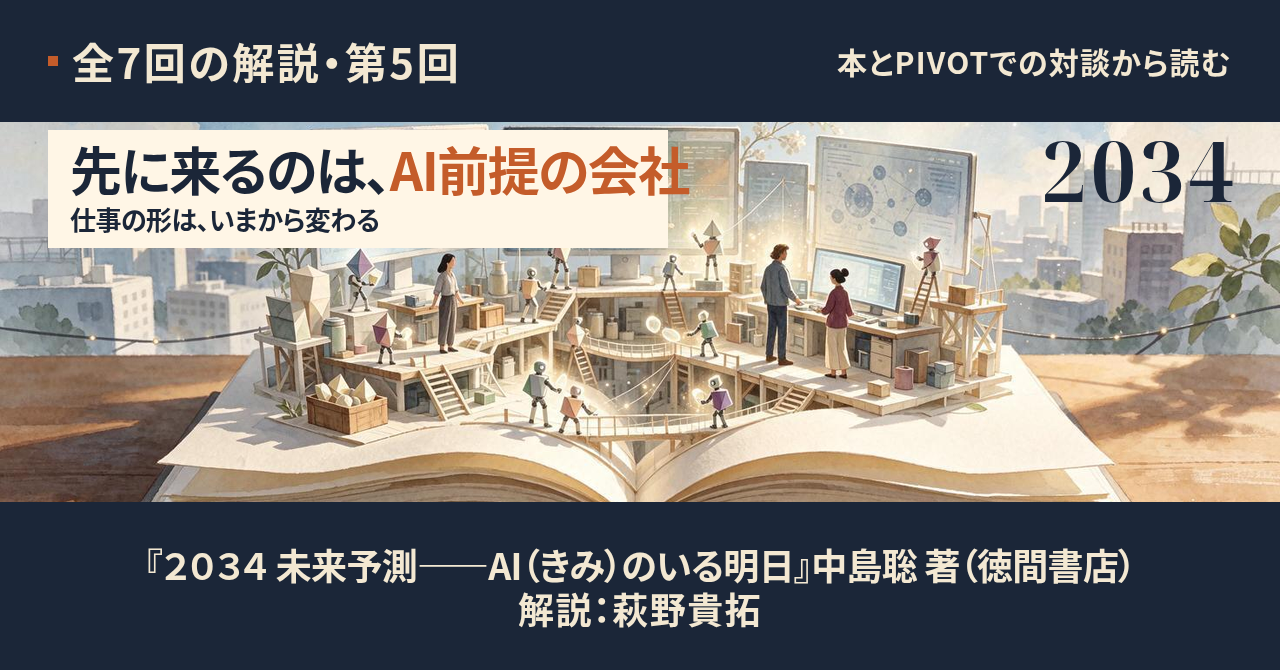 全7回の解説・第5回
本とPIVOTでの対談から読む
先に来るのは、AI前提の会社
仕事の形は、いまから変わる
2034
『2034 未来予測――AI(きみ)のいる明日』中島聡 著(徳間書店)
解説:萩野貴拓